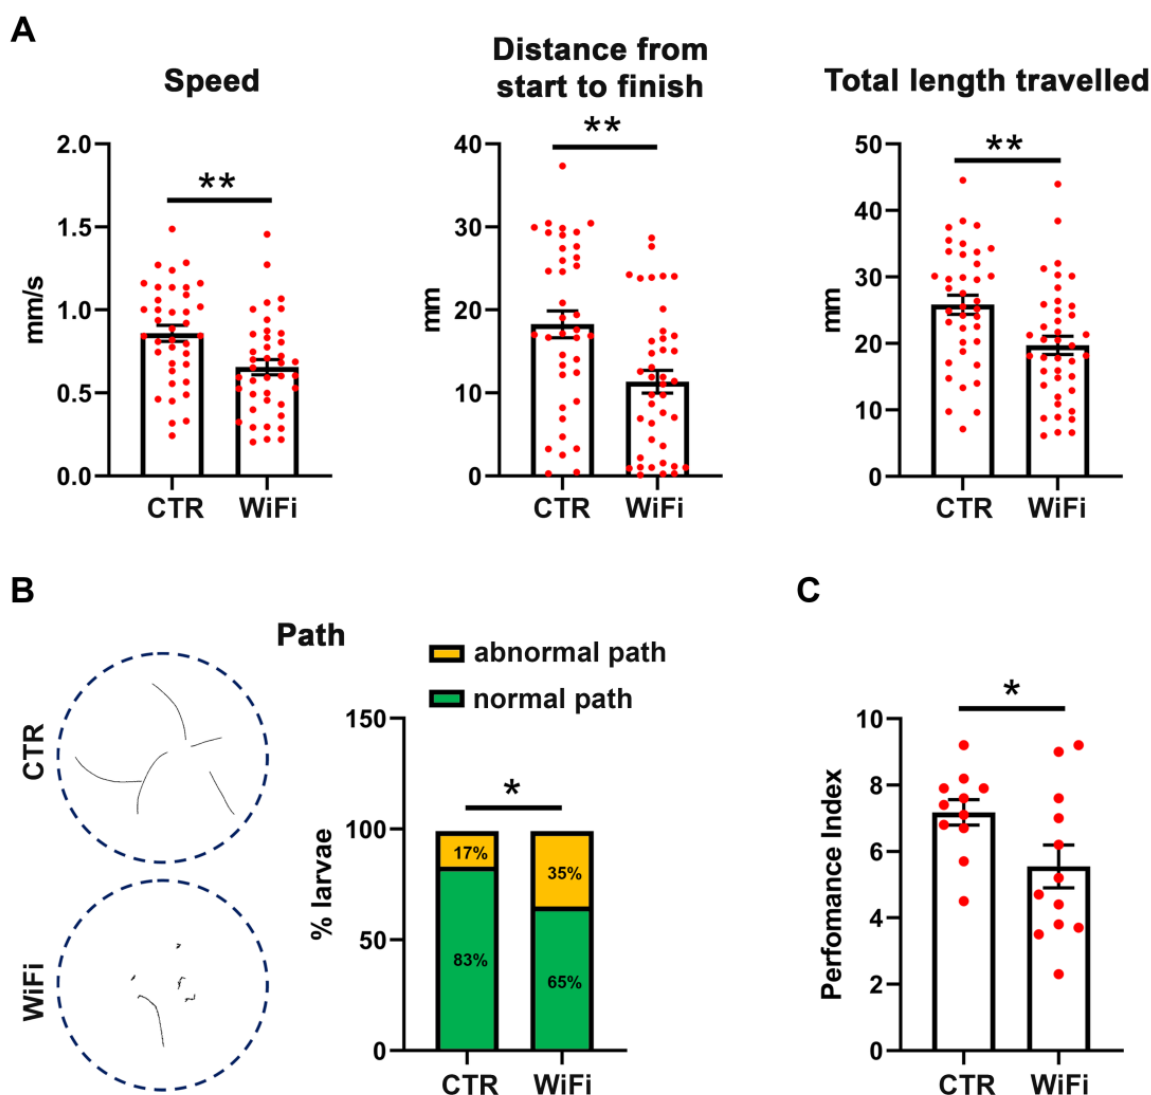 A
Speed
**
2.0
1.5
1.0
0.5
0.0
mm/s
CTR WiFi
Distance from
start to finish
**
40
30
20
10
0
mm
CTR WiFi
Total length travelled
**
50
40
30
20
10
0
mm
CTR WiFi
B
Path
CTR
WiFi
abnormal path
normal path
150
100
50
0
% larvae
*
17%
35%
83%
65%
CTR WiFi
C
*
10
8
6
4
2
0
Perfomance Index
CTR WiFi